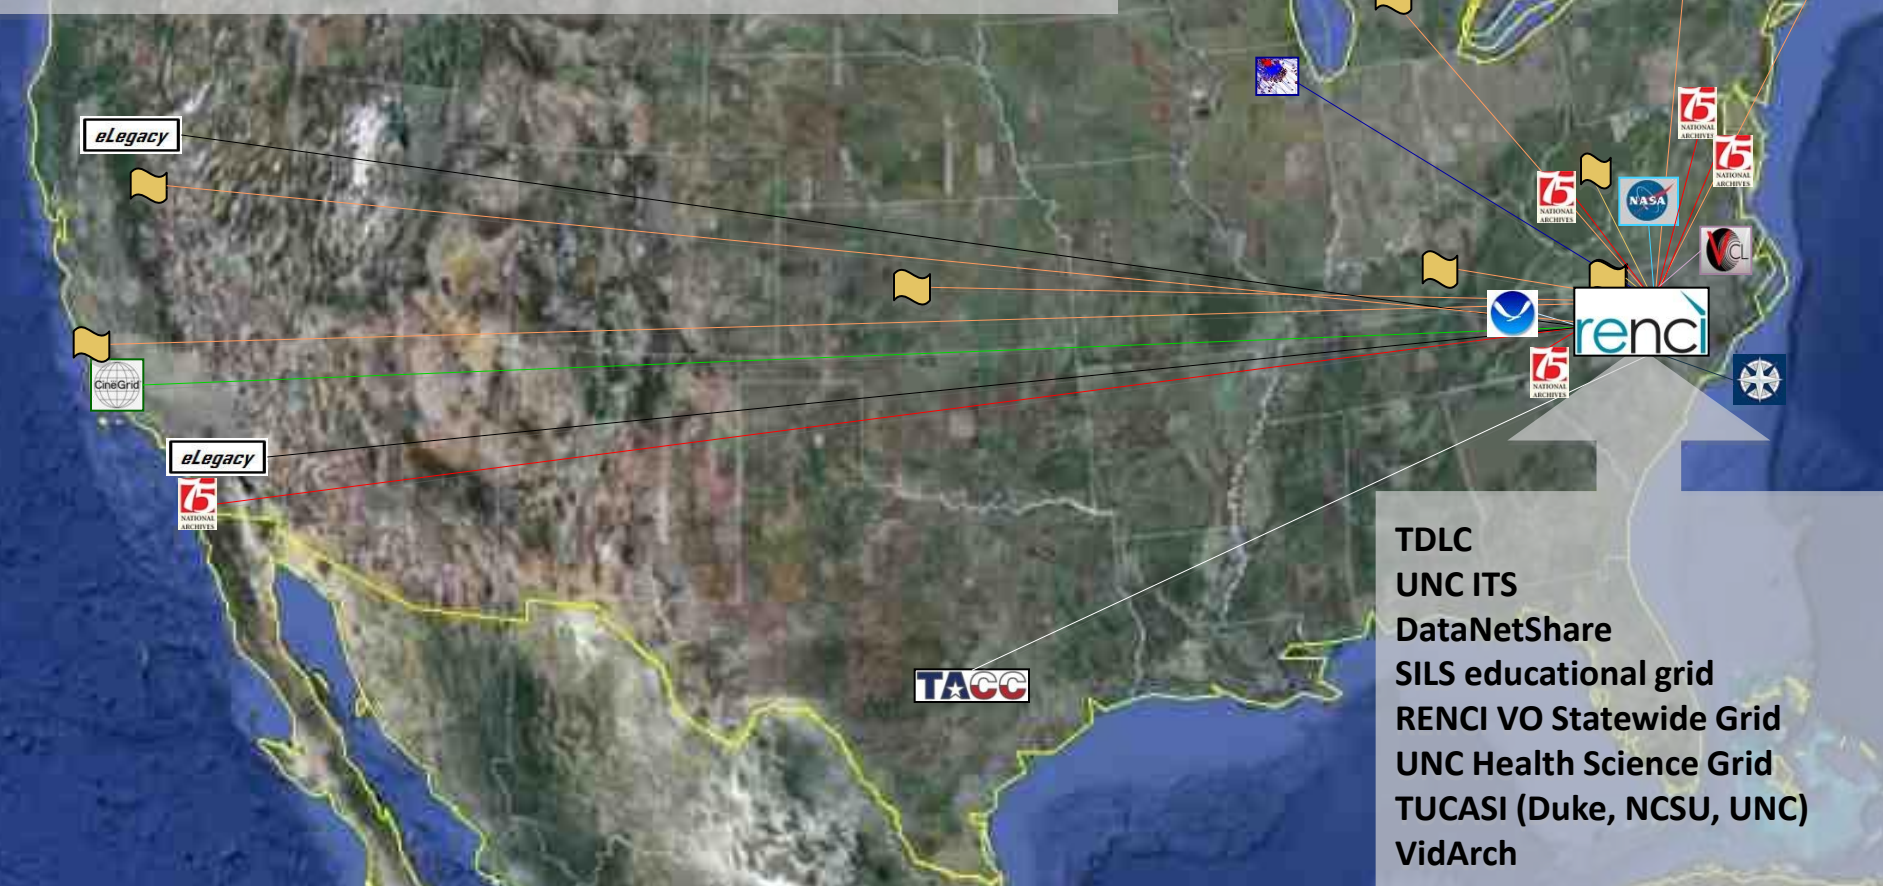 75
NATIONAL
ARCHIVES
eLegacy
75
NATIONAL
ARCHIVES
75
NATIONAL
ARCHIVES
NASA
VCL
renci
75
NATIONAL
ARCHIVES
CineGrid
eLegacy
75
NATIONAL
ARCHIVES
TACC
TDLC
UNC ITS
DataNetShare
SILS educational grid
RENCI VO Statewide Grid
UNC Health Science Grid
TUCASI (Duke, NCSU, UNC)
VidArch